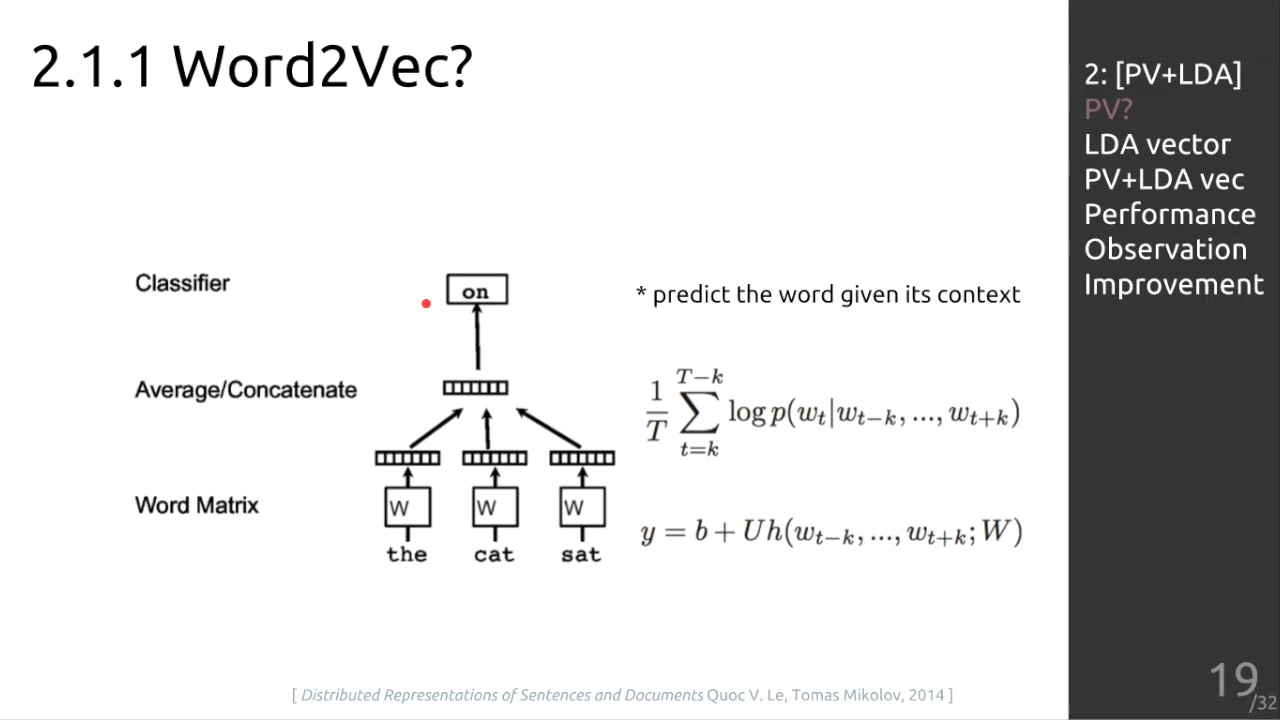 2.1.1 Word2Vec?
Classifier
on
* predict the word given its context
Average/Concatenate
\frac{1}{T} \sum_{t=k}^{T-k} \log p(w_t|w_{t-k}, ..., w_{t+k})
Word Matrix
W W W
the cat sat
y = b + Uh(w_{t-k}, ..., w_{t+k}; W)
[ Distributed Representations of Sentences and Documents Quoc V. Le, Tomas Mikolov, 2014 ]
2: [PV+LDA]
PV?
LDA vector
PV+LDA vec
Performance
Observation
Improvement
19/32